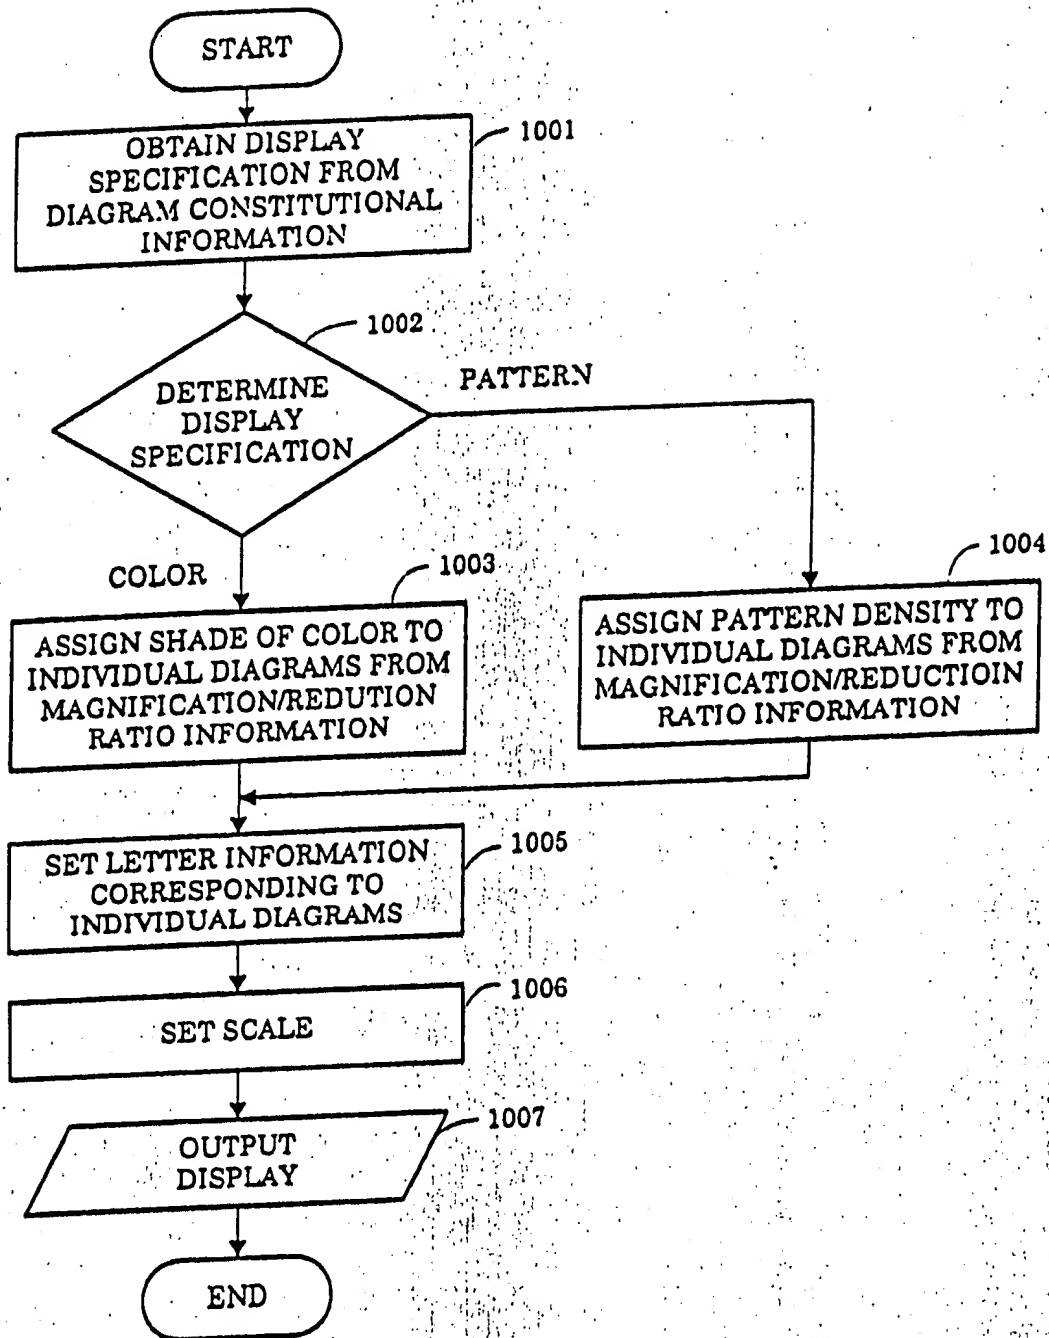 START
1001
OBTAIN DISPLAY
SPECIFICATION FROM
DIAGRAM CONSTITUTIONAL
INFORMATION
1002
DETERMINE
DISPLAY
SPECIFICATION
PATTERN
COLOR
1003
ASSIGN SHADE OF COLOR TO
INDIVIDUAL DIAGRAMS FROM
MAGNIFICATION/REDUTION
RATIO INFORMATION
1004
ASSIGN PATTERN DENSITY TO
INDIVIDUAL DIAGRAMS FROM
MAGNIFICATION/REDUCTIOIN
RATIO INFORMATION
1005
SET LETTER INFORMATION
CORRESPONDING TO
INDIVIDUAL DIAGRAMS
1006
SET SCALE
1007
OUTPUT
DISPLAY
END